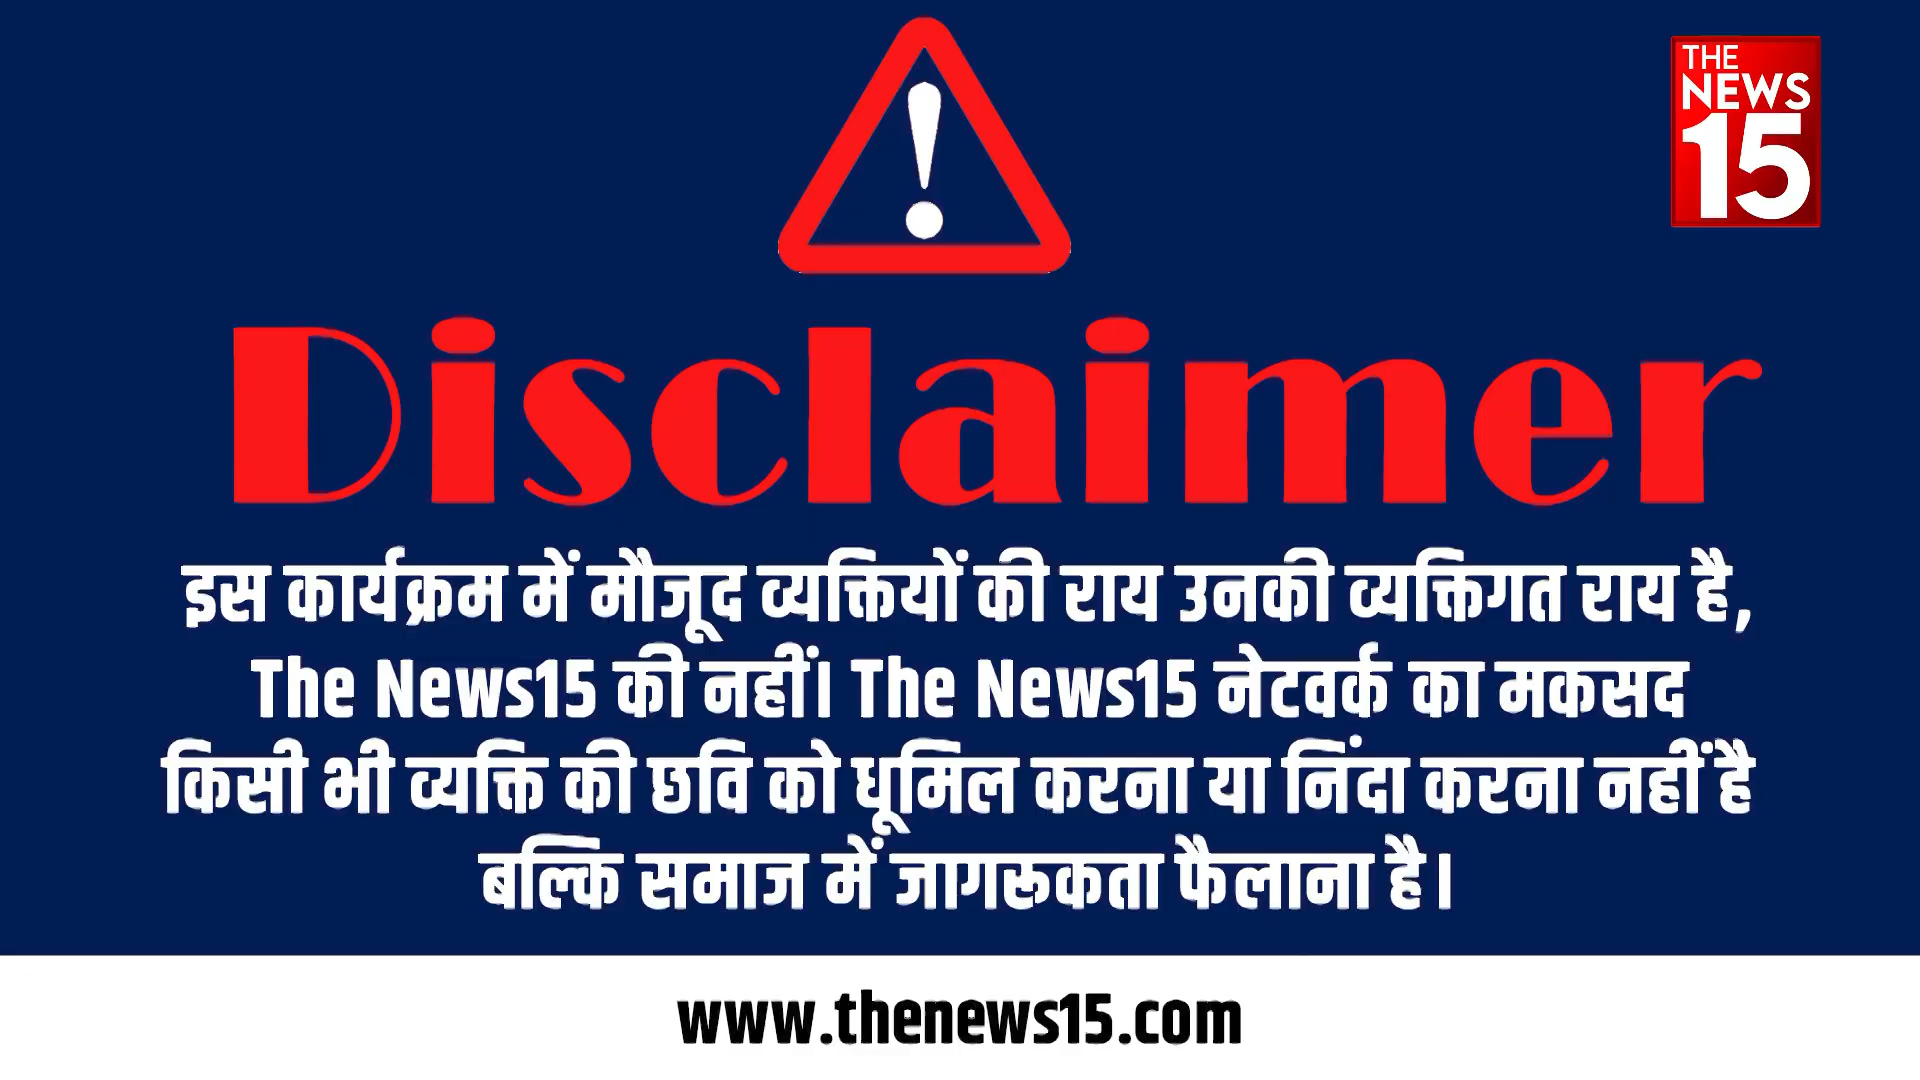 THE
NEWS
15
Disclaimer
इस कार्यक्रम में मौजूद व्यक्तियों की राय उनकी व्यक्तिगत राय है,
The News15 की नहीं। The News15 नेटवर्क का मकसद
किसी भी व्यक्ति की छवि को धूमिल करना या निंदा करना नहीं है
बल्कि समाज में जागरूकता फैलाना है।
www.thenews15.com